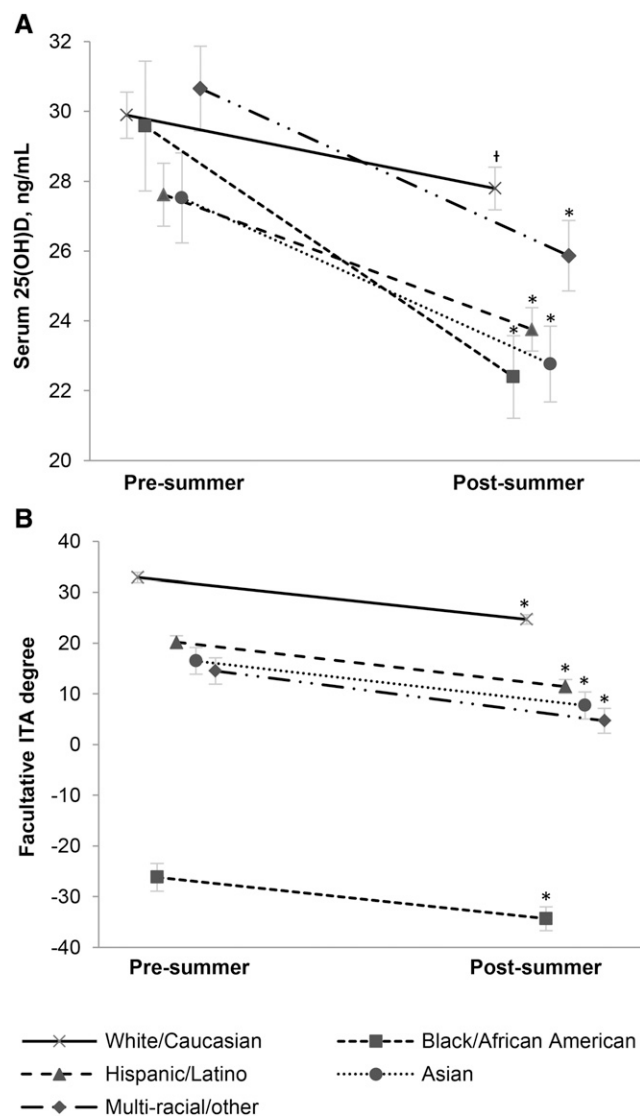 A
32
30
28
26
24
22
20
Serum 25(OH)D, ng/mL
ɫ
*
*
*
*
Pre-summer Post-summer
B
40
30
20
10
0
-10
-20
-30
-40
Facultative ITA degree
*
*
*
*
*
Pre-summer Post-summer
White/Caucasian Black/African American
Hispanic/Latino Asian
Multi-racial/other